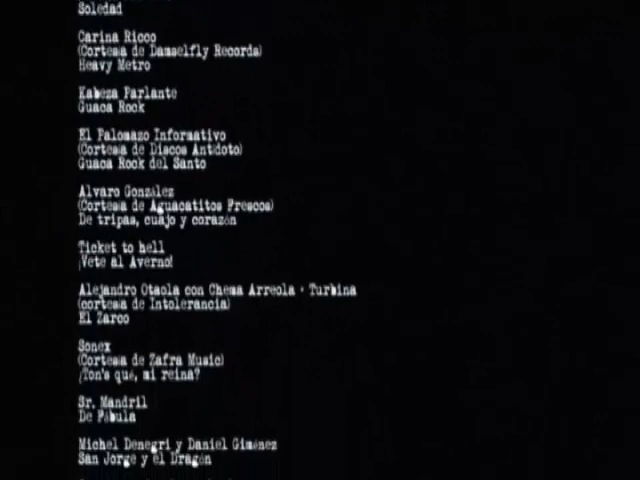 Soledad
Carina Ricco
(Cortesía de Damselfly Records)
Heavy Metro
Kabeza Parlante
Guaca Rock
El Palomazo Informativo
(Cortesía de Discos Antídoto)
Guaca Rock del Santo
Alvaro González
(Cortesía de Aguacatitos Frescos)
De tripas, cuajo y corazón
Ticket to hell
¡Vete al Averno!
Alejandro Otaola con Chema Arreola + Turbina
(cortesía de Intolerancia)
El Zarco
Sonex
(Cortesía de Zafra Music)
¿Ton's qué, mi reina?
Sr. Mandril
De Fábula
Michel Denegri y Daniel Giménez
San Jorge y el Dragón